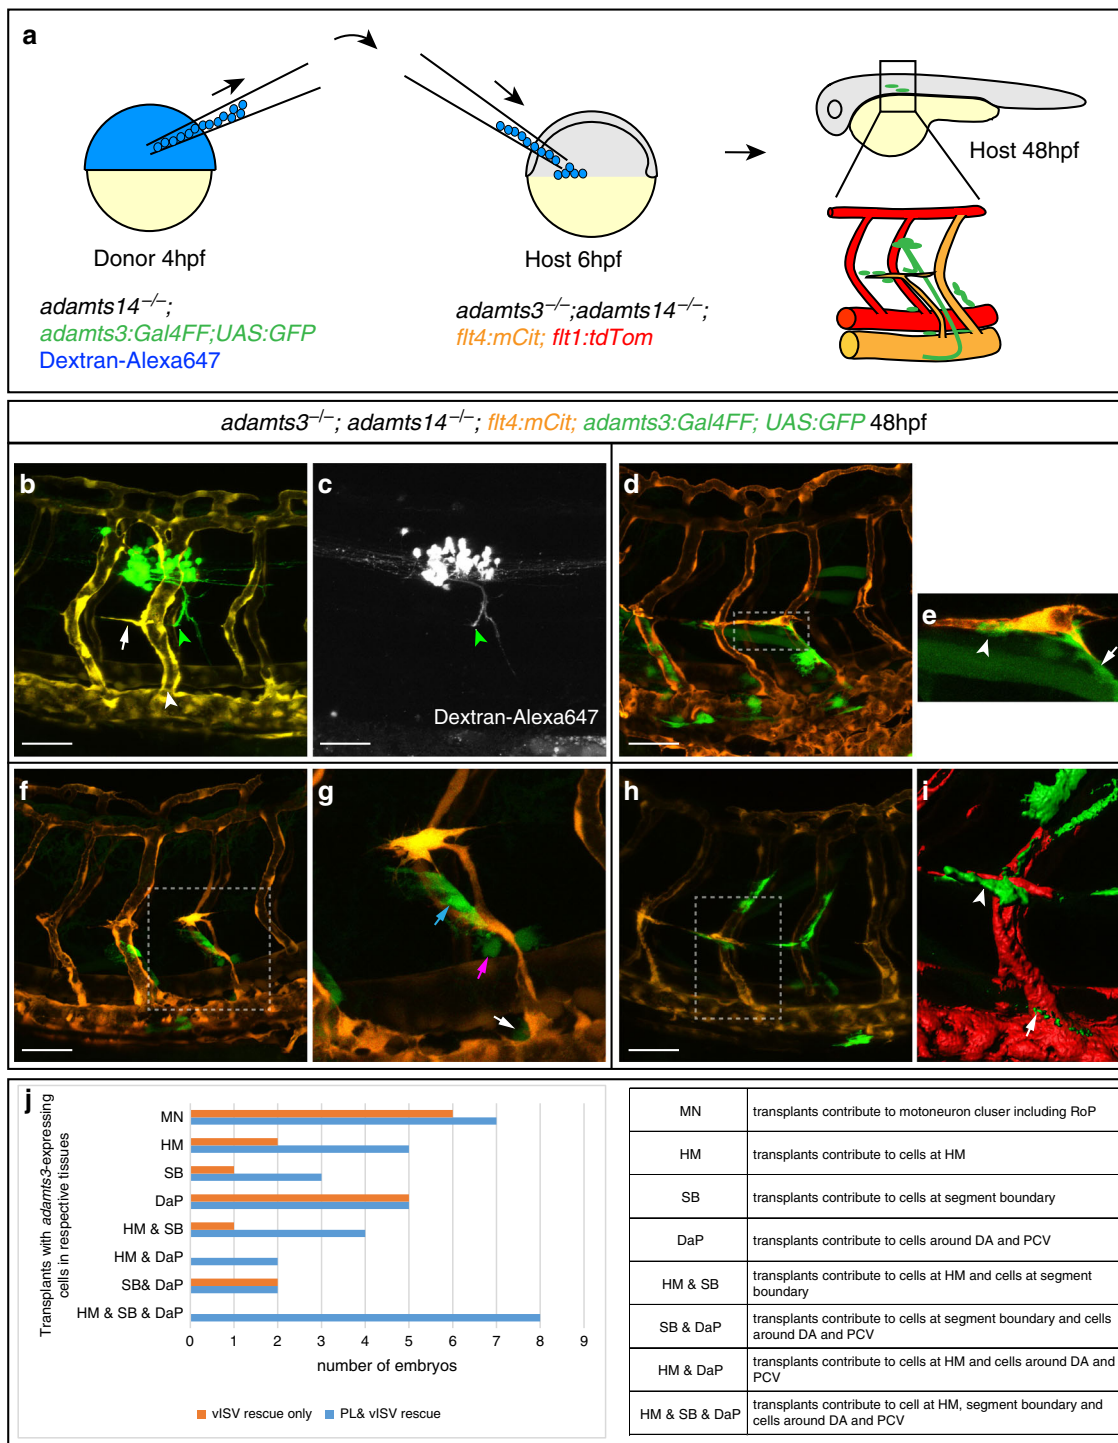 a
Donor 4hpf
adamts14−/−;
adamts3:Gal4FF;UAS:GFP
Dextran-Alexa647
Host 6hpf
adamts3−/−;adamts14−/−;
flt4:mCit; flt1:tdTom
Host 48hpf
adamts3−/−; adamts14−/−; flt4:mCit; adamts3:Gal4FF; UAS:GFP 48hpf
b
c
Dextran-Alexa647
d
e
f
g
h
i
j
Transplants with adamts3-expressing
cells in respective tissues
MN
HM
SB
DaP
HM & SB
HM & DaP
SB& DaP
HM & SB & DaP
0 1 2 3 4 5 6 7 8 9
number of embryos
vISV rescue only PL& vISV rescue
MN transplants contribute to motoneuron cluser including RoP
HM transplants contribute to cells at HM
SB transplants contribute to cells at segment boundary
DaP transplants contribute to cells around DA and PCV
HM & SB transplants contribute to cells at HM and cells at segment
boundary
SB & DaP transplants contribute to cells at segment boundary and cells
around DA and PCV
HM & DaP transplants contribute to cells at HM and cells around DA and
PCV
HM & SB & DaP transplants contribute to cell at HM, segment boundary and
cells around DA and PCV